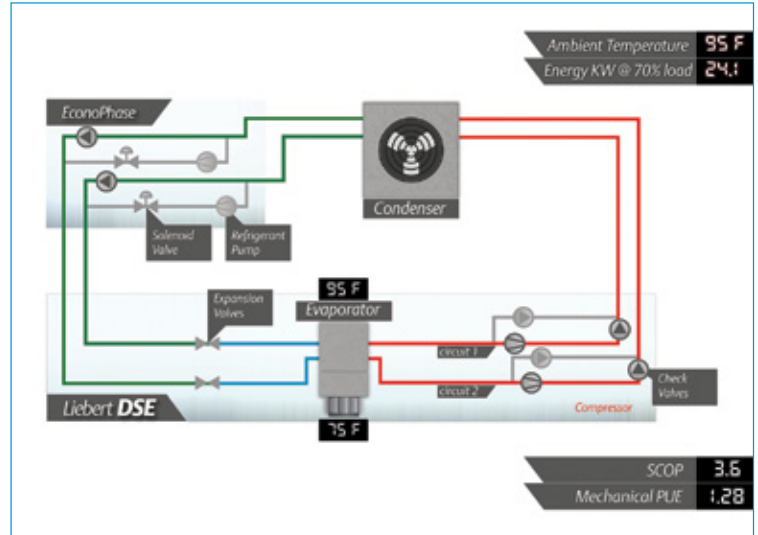 Ambient Temperature 95 F
Energy KW @ 70% load 24.1
EconoPhase
Condenser
Solenoid
Valve
Refrigerant
Pump
95 F
Expansion
Valves
Evaporator
circuit 1
circuit 2
Check
Valves
Liebert DSE
Compressor
75 F
SCOP 3.6
Mechanical PUE 1.28